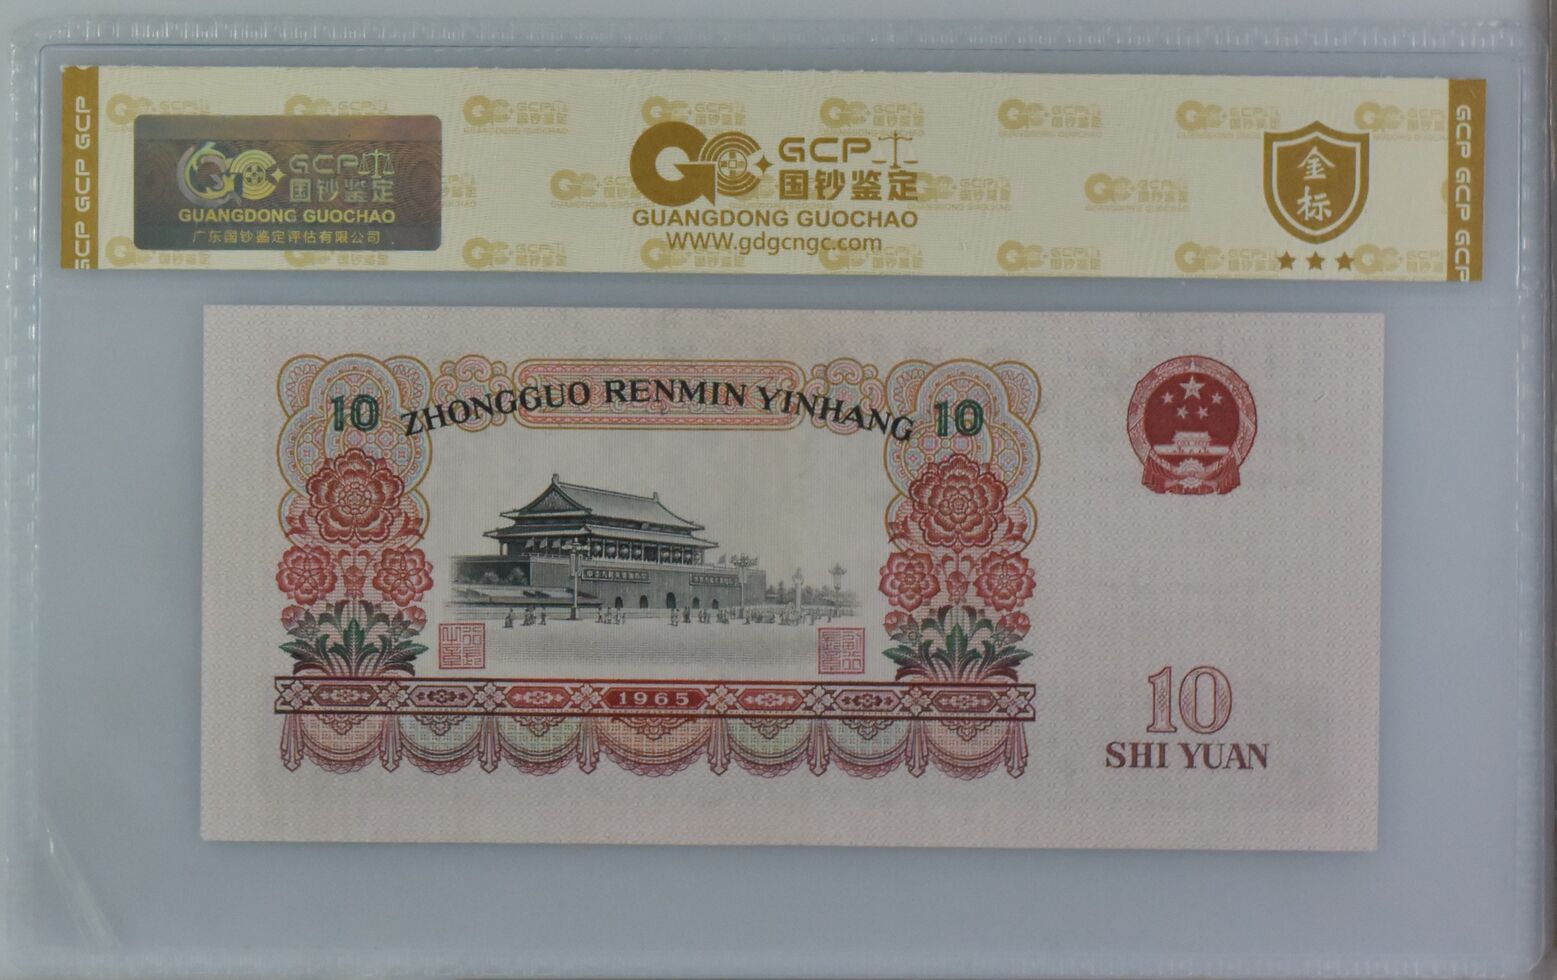 GCP GCP GCP
GCP
国钞鉴定
GUANGDONG GUOCHAO
广东国钞鉴定评估有限公司
GCP
国钞鉴定
GUANGDONG GUOCHAO
WWW.gdgcngc.com
金标
GCP GCP GCP
ZHONGGUO RENMIN YINHANG
10
10
1965
10
SHI YUAN